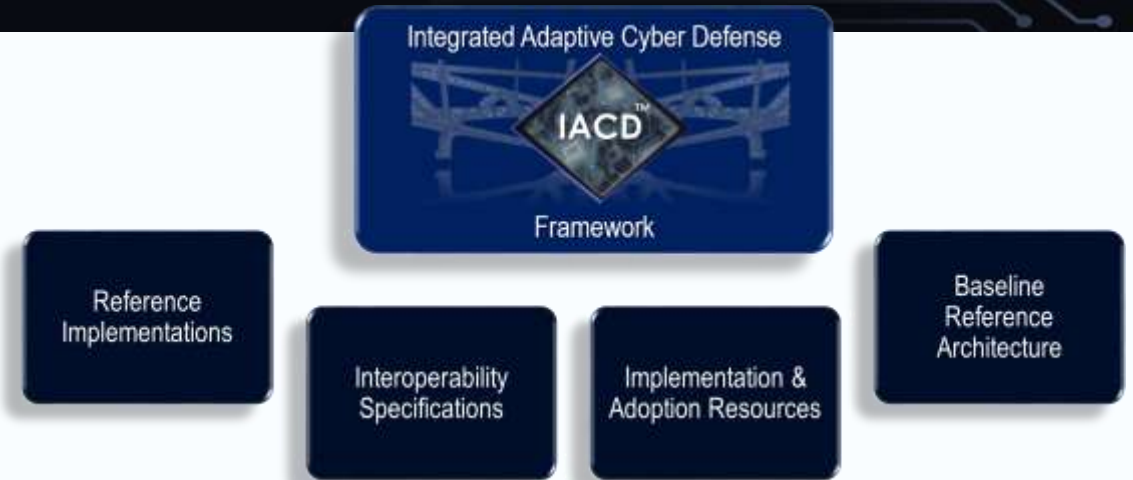 Integrated Adaptive Cyber Defense
IACD™
Framework
Reference
Implementations
Interoperability
Specifications
Implementation &
Adoption Resources
Baseline
Reference
Architecture